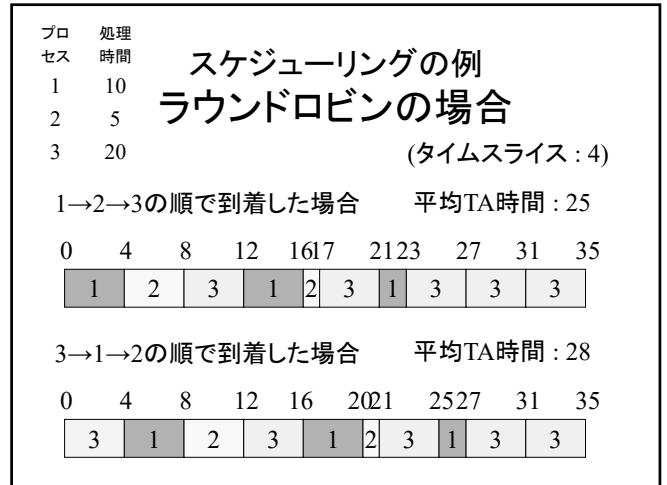 プロセス 処理時間
1 10
2 5
3 20
スケジューリングの例
ラウンドロビンの場合
(タイムスライス : 4)
1→2→3の順で到着した場合 平均TA時間 : 25
0 4 8 12 16 17 21 23 27 31 35
1 2 3 1 2 3 1 3 3 3
3→1→2の順で到着した場合 平均TA時間 : 28
0 4 8 12 16 20 21 25 27 31 35
3 1 2 3 1 2 3 1 3 3